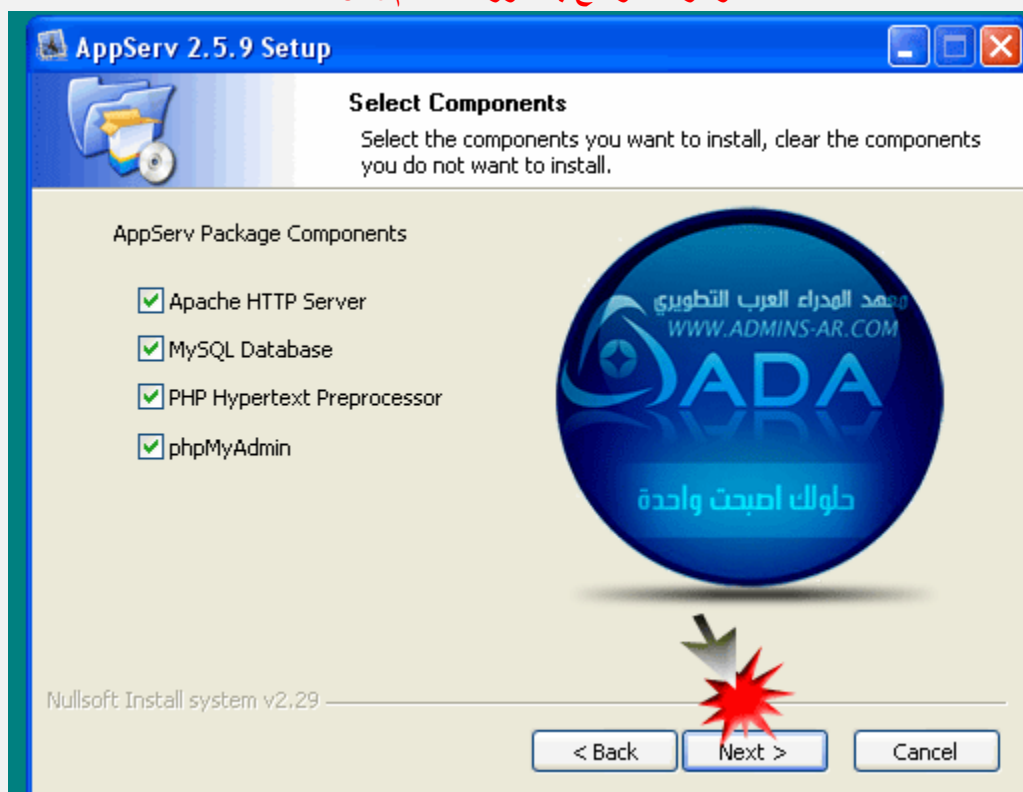 AppServ 2.5.9 Setup
Select Components
Select the components you want to install, clear the components
you do not want to install.
AppServ Package Components
Apache HTTP Server
MySQL Database
PHP Hypertext Preprocessor
phpMyAdmin
معهد المدراء العرب التطويري
WWW.ADMINS-AR.COM
ADA
حلولك اصبحت واحدة
Nullsoft Install system v2.29
< Back
Next >
Cancel